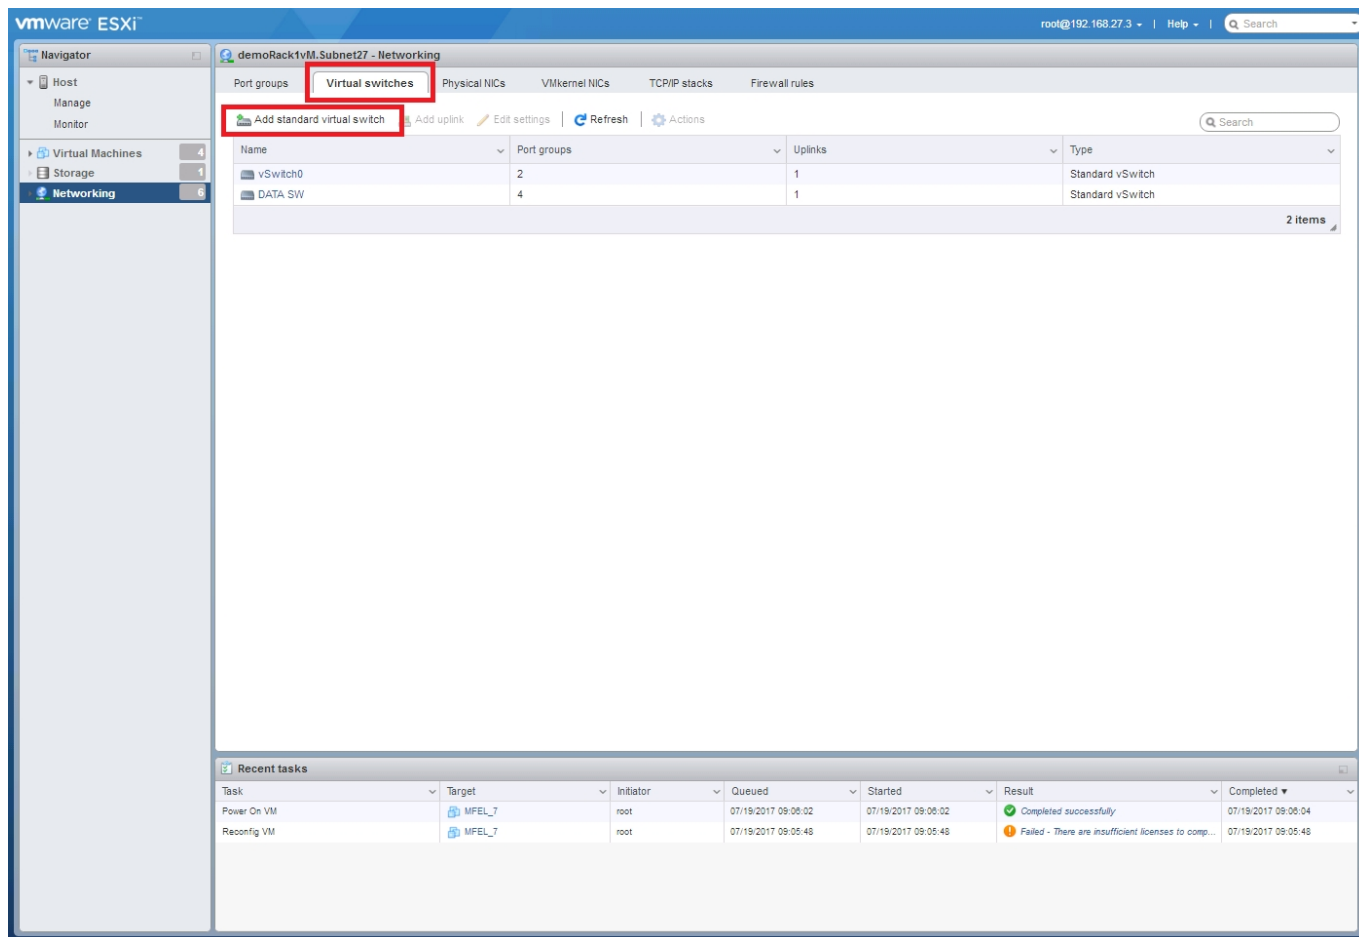 vmware ESXi™
root@192.168.27.3 | Help | Search
Navigator
Host
Manage
Monitor
Virtual Machines 4
Storage 1
Networking 6
demoRack1vM.Subnet27 - Networking
Port groups Virtual switches Physical NICs VMkernel NICs TCP/IP stacks Firewall rules
Add standard virtual switch Add uplink Edit settings | Refresh | Actions
Search
Name Port groups Uplinks Type
vSwitch0 2 1 Standard vSwitch
DATA SW 4 1 Standard vSwitch
2 items
Recent tasks
Task Target Initiator Queued Started Result Completed
Power On VM MFEL_7 root 07/19/2017 09:06:02 07/19/2017 09:06:02 Completed successfully 07/19/2017 09:06:04
Reconfig VM MFEL_7 root 07/19/2017 09:05:48 07/19/2017 09:05:48 Failed - There are insufficient licenses to comp... 07/19/2017 09:05:48